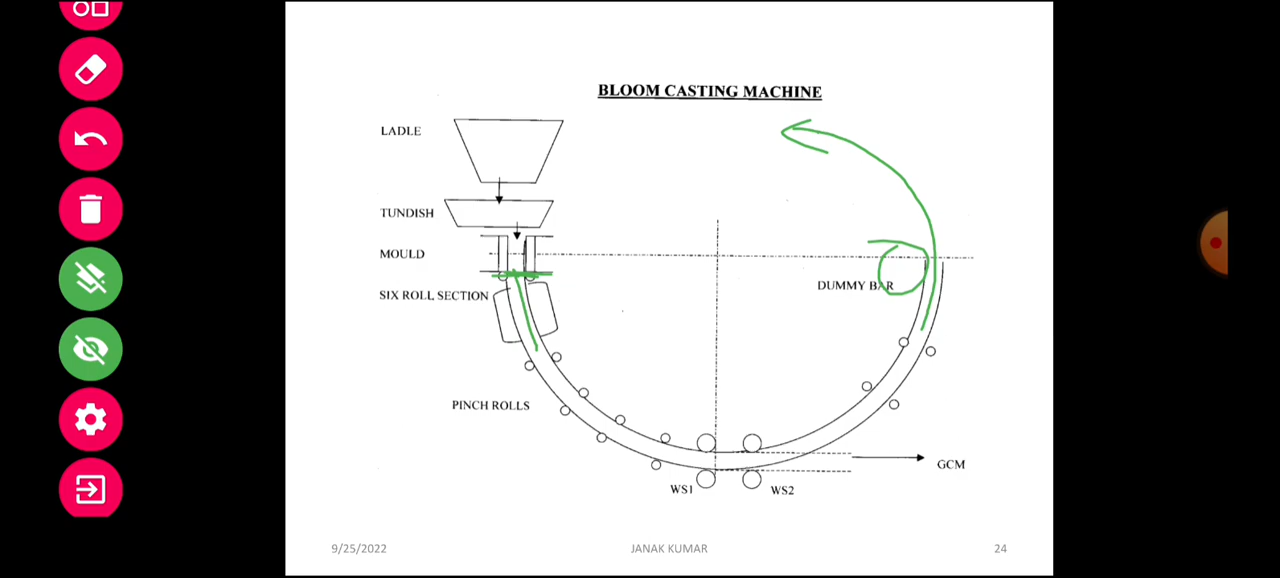 BLOOM CASTING MACHINE
LADLE
TUNDISH
MOULD
SIX ROLL SECTION
DUMMY BAR
PINCH ROLLS
GCM
WS1
WS2
9/25/2022
JANAK KUMAR
24